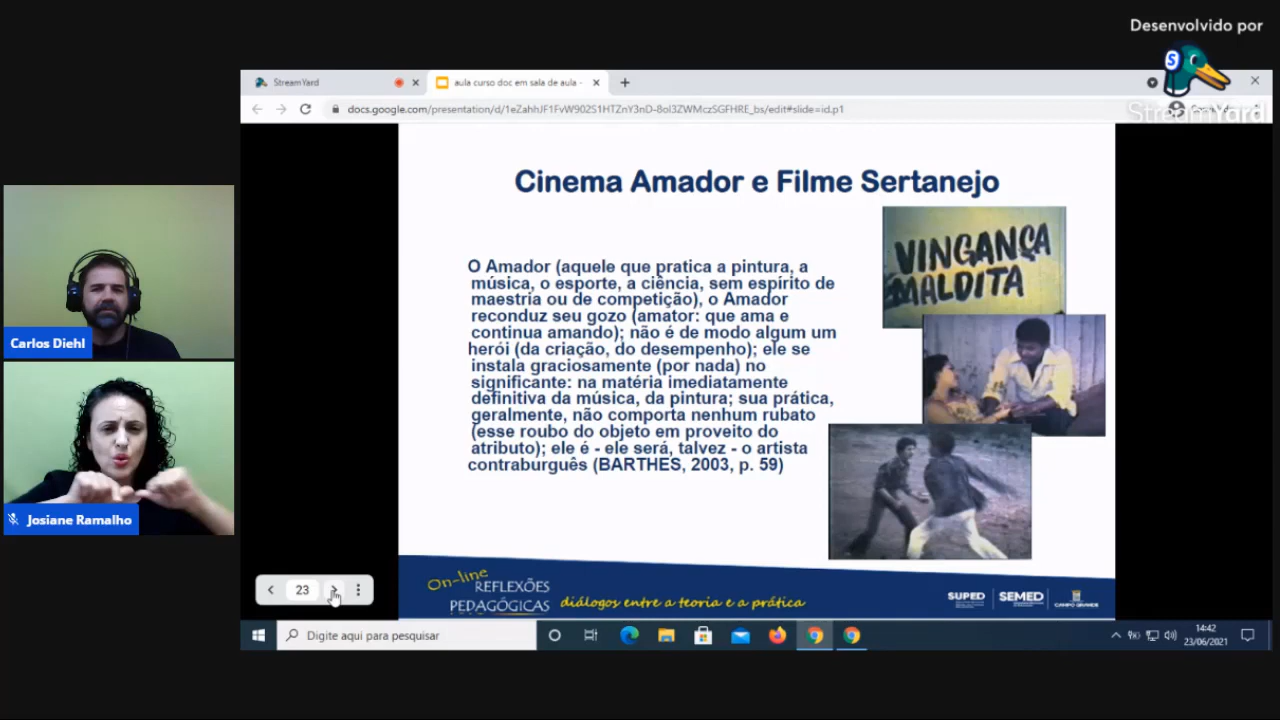 Desenvolvido por
StreamYard
StreamYard
aula curso doc em sala de aula -
docs.google.com/presentation/d/1eZahhJF1FvW902S1HTZnY3nD-8oI3ZWMczSGFHRE_bs/edit#slide=id.p1
Cinema Amador e Filme Sertanejo
VINGANÇA
MALDITA
O Amador (aquele que pratica a pintura, a
música, o esporte, a ciência, sem espírito de
maestria ou de competição), o Amador
reconduz seu gozo (amator: que ama e
continua amando); não é de modo algum um
herói (da criação, do desempenho); ele se
instala graciosamente (por nada) no
significante: na matéria imediatamente
definitiva da música, da pintura; sua prática,
geralmente, não comporta nenhum rubato
(esse roubo do objeto em proveito do
atributo); ele é - ele será, talvez - o artista
contraburguês (BARTHES, 2003, p. 59)
Carlos Diehl
Josiane Ramalho
23
On-line
REFLEXÕES
PEDAGÓGICAS
diálogos entre a teoria e a prática
SUPED
SEMED
CAMPO GRANDE
Digite aqui para pesquisar
14:42
23/06/2021